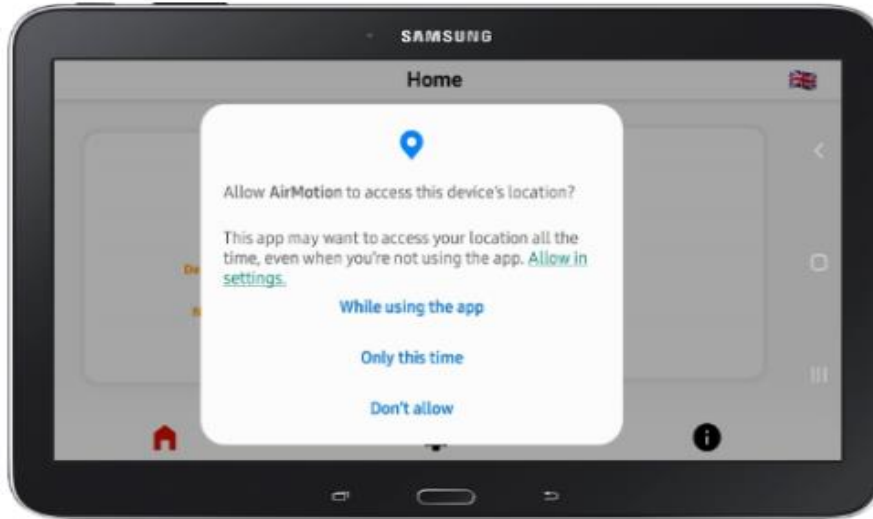 SAMSUNG
Home
Allow AirMotion to access this device's location?
This app may want to access your location all the
time, even when you're not using the app. Allow in
settings.
While using the app
Only this time
Don't allow